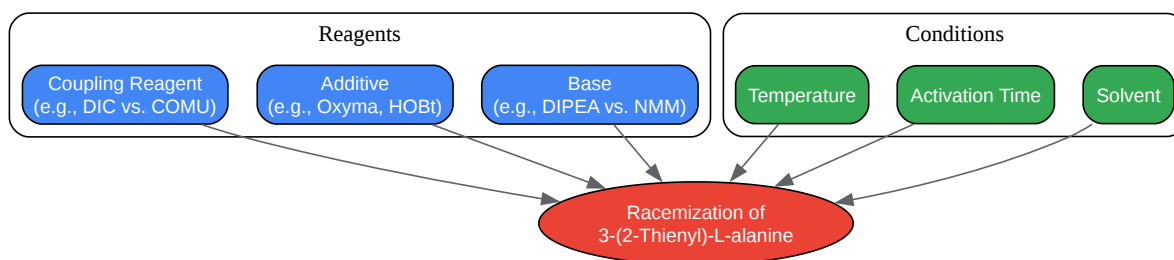 Reagents
Conditions
Coupling Reagent
(e.g., DIC vs. COMU)
Additive
(e.g., Oxyma, HOBt)
Base
(e.g., DIPEA vs. NMM)
Temperature
Activation Time
Solvent
Racemization of
3-(2-Thienyl)-L-alanine